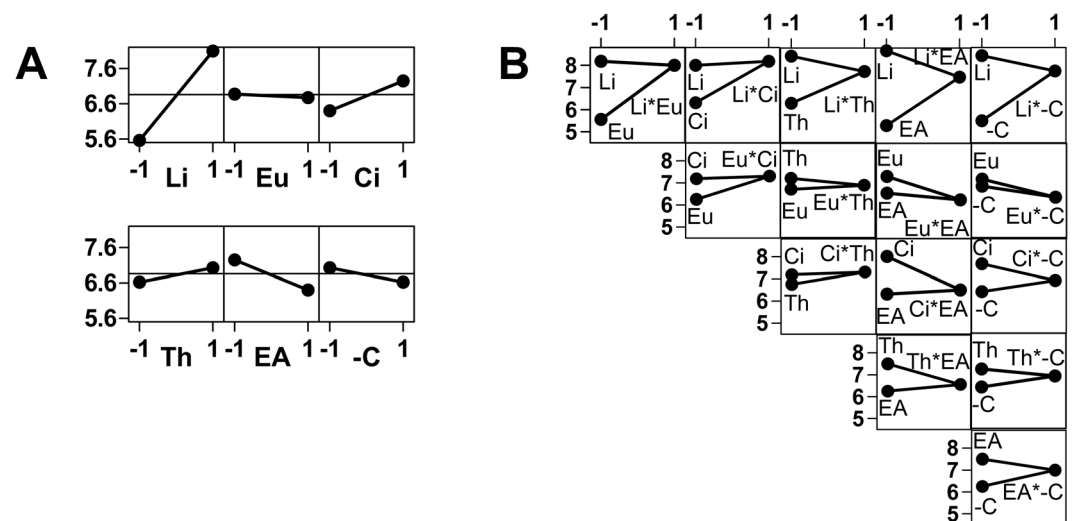 A
7.6
6.6
5.6
-1 Li 1 -1 Eu 1 -1 Ci 1
7.6
6.6
5.6
-1 Th 1 -1 EA 1 -1 -C 1
B
-1 1 -1 1 -1 1 -1 1 -1 1
8
7
6
5
Li Li*Eu Eu
Li Li*Ci Ci
Li Li*Th Th
Li Li*EA EA
Li Li*-C -C
8
7
6
5
Ci Eu*Ci Eu
Th Eu*Th Eu
Eu EA Eu*EA
Eu -C Eu*-C
8
7
6
5
Ci Ci*Th Th
Ci EA Ci*EA
Ci Ci*-C -C
8
7
6
5
Th Th*EA EA
Th Th*-C -C
8
7
6
5
EA EA*-C -C